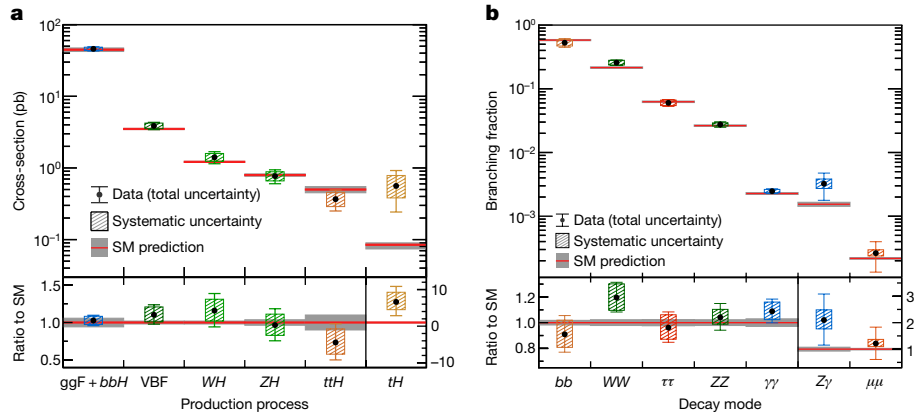 a
Cross-section (pb)
10²
10¹
10⁰
10⁻¹
Data (total uncertainty)
Systematic uncertainty
SM prediction
Ratio to SM
1.5
1.0
0.5
10
0
−10
ggF + bbH VBF WH ZH ttH tH
Production process
b
Branching fraction
10⁰
10⁻¹
10⁻²
10⁻³
Data (total uncertainty)
Systematic uncertainty
SM prediction
Ratio to SM
1.2
1.0
0.8
3
2
1
bb WW ττ ZZ γγ Zγ μμ
Decay mode